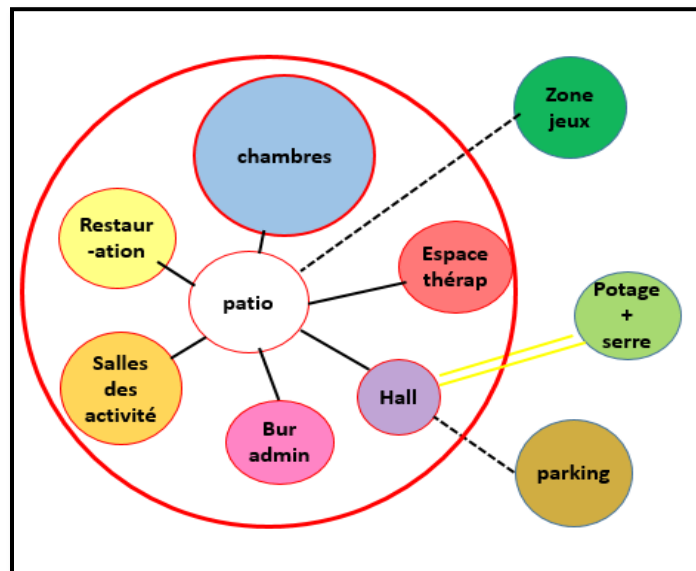 Zone
jeux
chambres
Restaur
-ation
Espace
thérap
patio
Potage
+
serre
Salles
des
activité
Hall
Bur
admin
parking